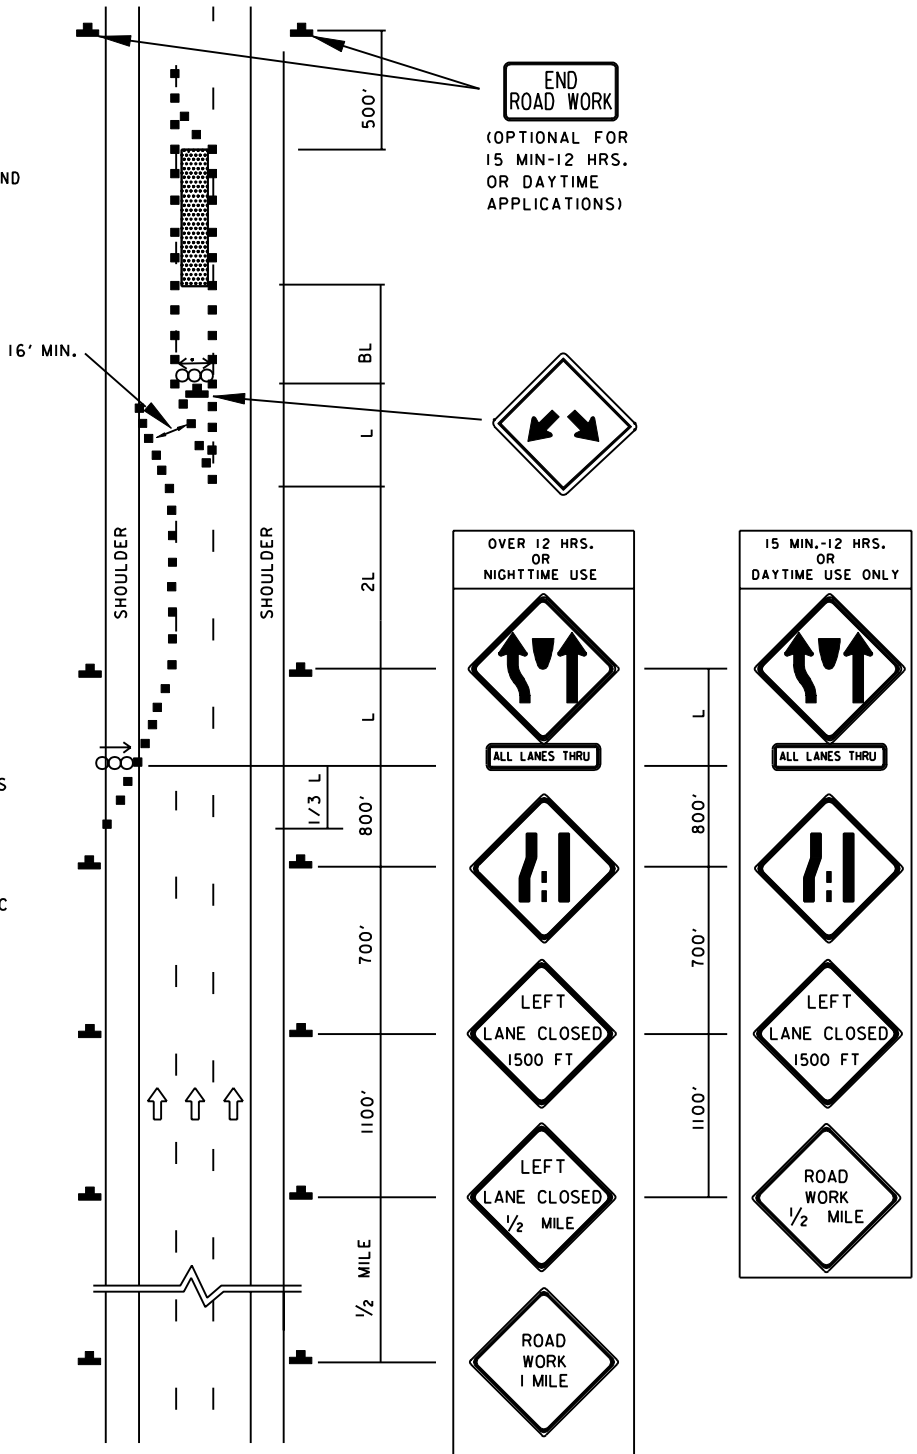 END
ROAD WORK
(OPTIONAL FOR
15 MIN-12 HRS.
OR DAYTIME
APPLICATIONS)
500'
ND
16' MIN.
BL
L
2L
SHOULDER
SHOULDER
L
S
1/3 L
800'
C
700'
1100'
1/2 MILE
OVER 12 HRS.
OR
NIGHTTIME USE
ALL LANES THRU
LEFT
LANE CLOSED
1500 FT
LEFT
LANE CLOSED
1/2 MILE
ROAD
WORK
1 MILE
L
800'
700'
1100'
15 MIN.-12 HRS.
OR
DAYTIME USE ONLY
ALL LANES THRU
LEFT
LANE CLOSED
1500 FT
ROAD
WORK
1/2 MILE